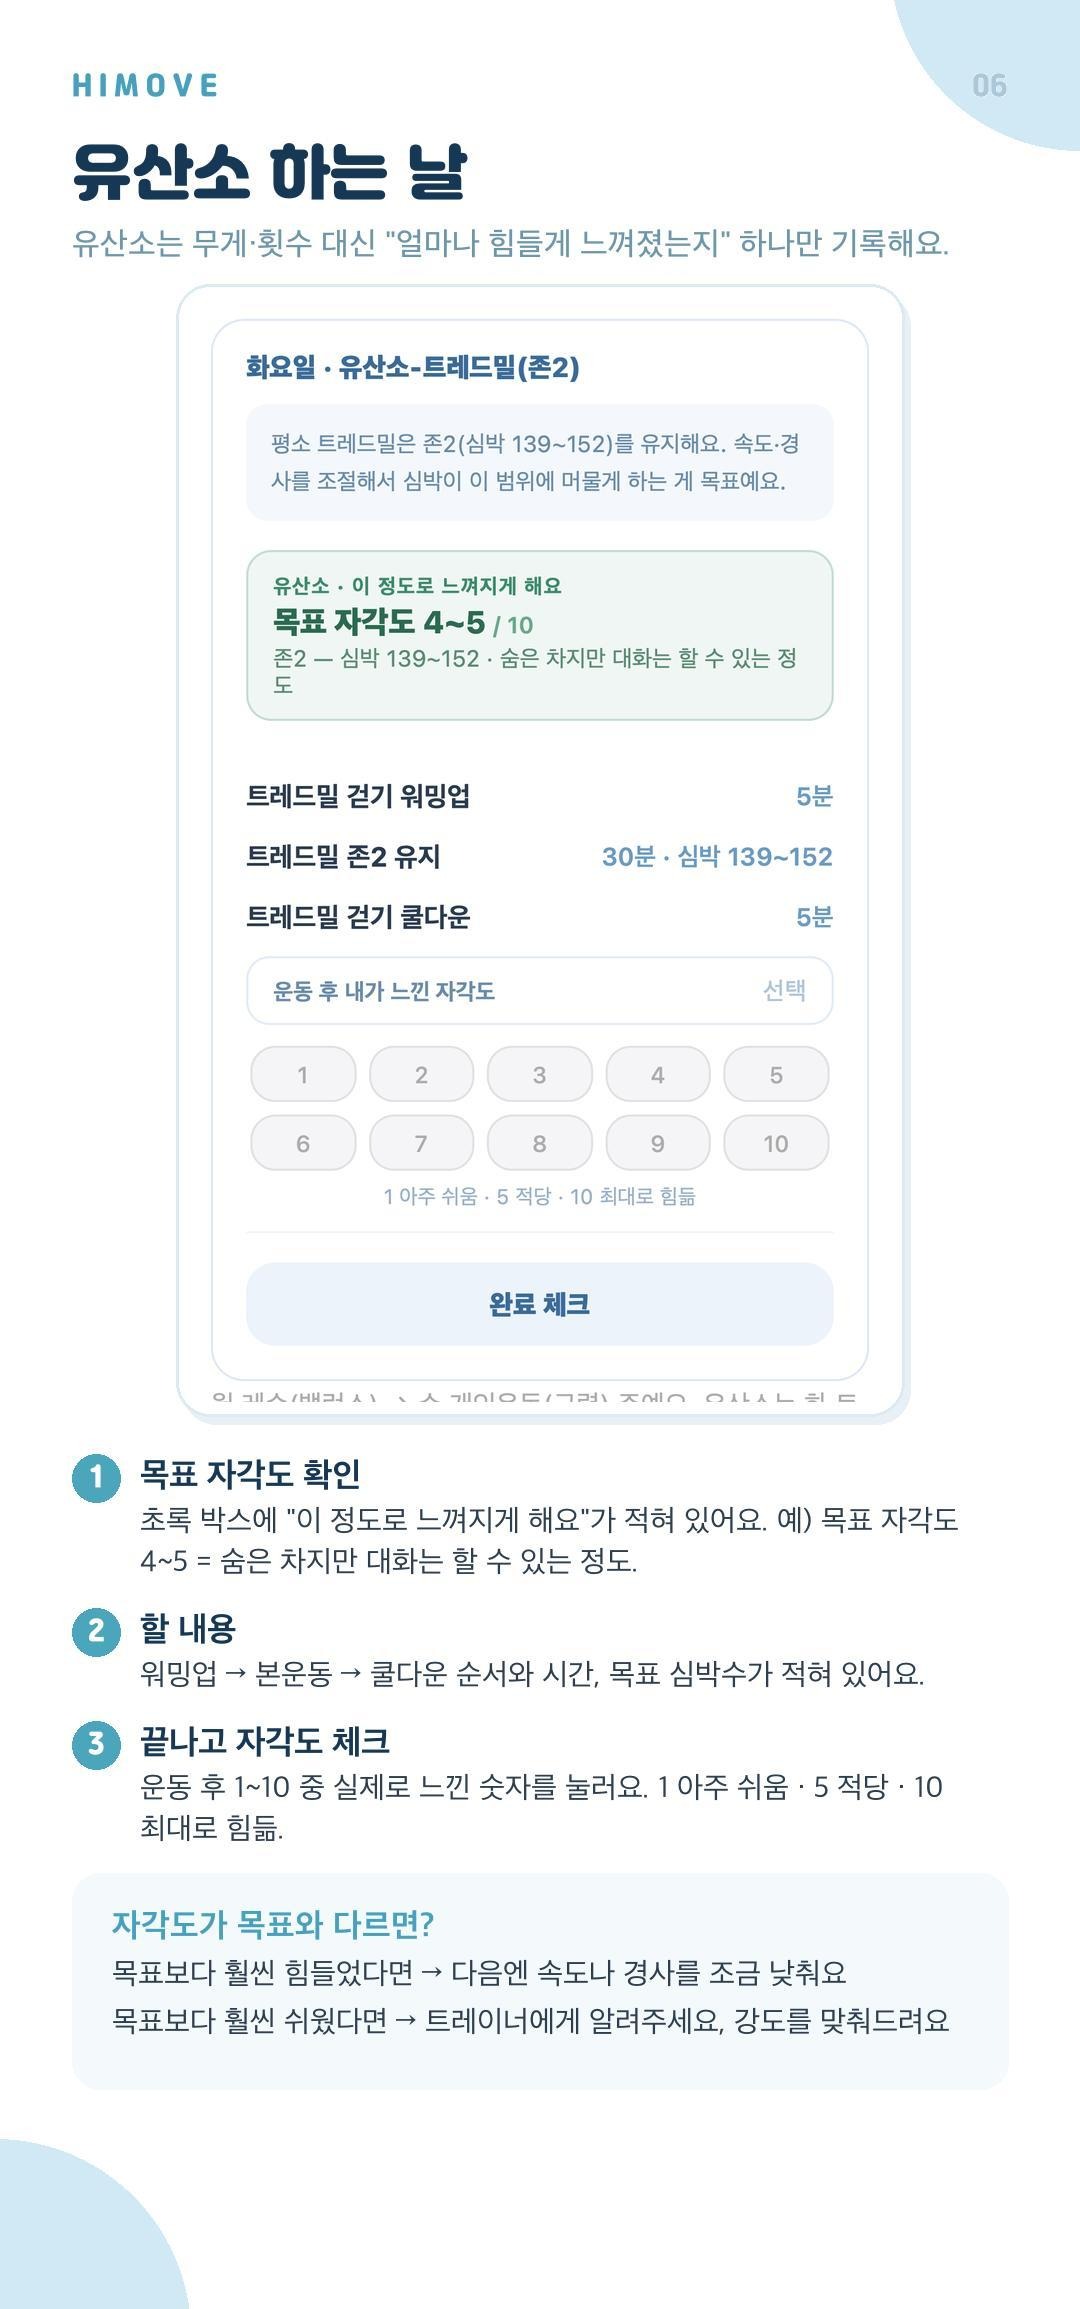 HIMOVE
06
유산소 하는 날
유산소는 무게·횟수 대신 "얼마나 힘들게 느껴졌는지" 하나만 기록해요.
화요일 · 유산소-트레드밀(존2)
평소 트레드밀은 존2(심박 139~152)를 유지해요. 속도·경
사를 조절해서 심박이 이 범위에 머물게 하는 게 목표예요.
유산소 · 이 정도로 느껴지게 해요
목표 자각도 4~5 / 10
존2 — 심박 139~152 · 숨은 차지만 대화는 할 수 있는 정
도
트레드밀 걷기 워밍업 5분
트레드밀 존2 유지 30분 · 심박 139~152
트레드밀 걷기 쿨다운 5분
운동 후 내가 느낀 자각도 선택
1 2 3 4 5
6 7 8 9 10
1 아주 쉬움 · 5 적당 · 10 최대로 힘듦
완료 체크
1 목표 자각도 확인
초록 박스에 "이 정도로 느껴지게 해요"가 적혀 있어요. 예) 목표 자각도
4~5 = 숨은 차지만 대화는 할 수 있는 정도.
2 할 내용
워밍업 → 본운동 → 쿨다운 순서와 시간, 목표 심박수가 적혀 있어요.
3 끝나고 자각도 체크
운동 후 1~10 중 실제로 느낀 숫자를 눌러요. 1 아주 쉬움 · 5 적당 · 10
최대로 힘듦.
자각도가 목표와 다르면?
목표보다 훨씬 힘들었다면 → 다음엔 속도나 경사를 조금 낮춰요
목표보다 훨씬 쉬웠다면 → 트레이너에게 알려주세요, 강도를 맞춰드려요